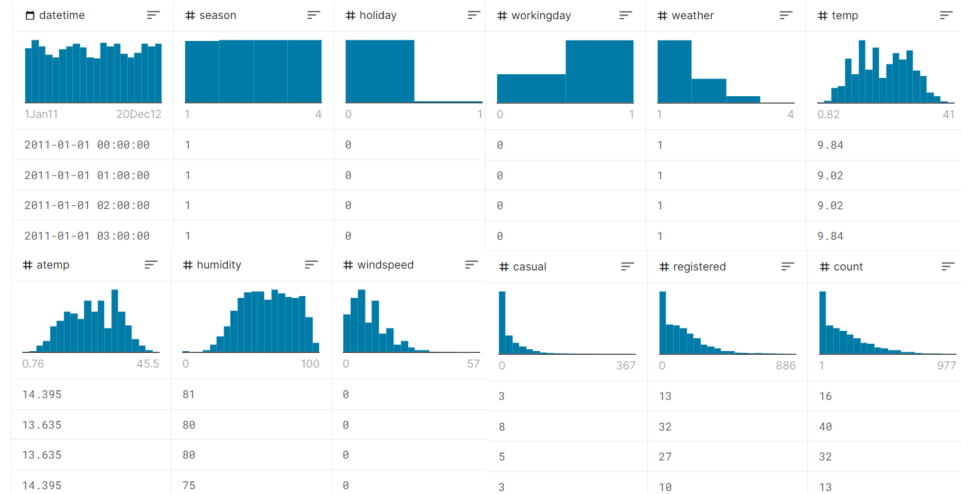 datetime season holiday workingday weather temp
1Jan11 20Dec12 1 4 0 1 0 1 1 4 0.82 41
2011-01-01 00:00:00 1 0 0 1 9.84
2011-01-01 01:00:00 1 0 0 1 9.02
2011-01-01 02:00:00 1 0 0 1 9.02
2011-01-01 03:00:00 1 0 0 1 9.84
# atemp # humidity # windspeed # casual # registered # count
0.76 45.5 0 100 0 57 0 367 0 886 1 977
14.395 81 0 3 13 16
13.635 80 0 8 32 40
13.635 80 0 5 27 32
14.395 75 0 3 10 13